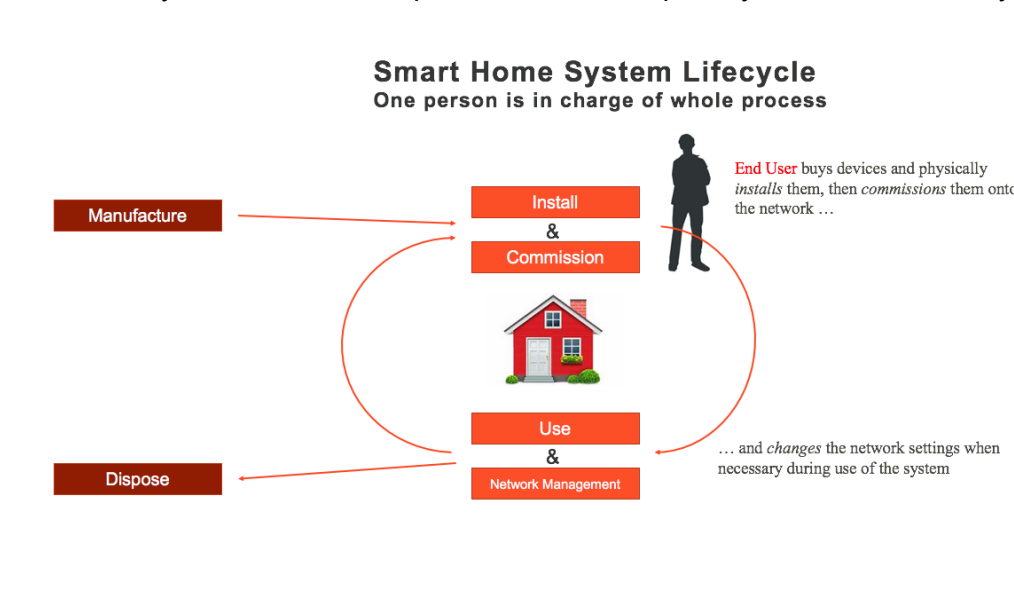 Smart Home System Lifecycle
One person is in charge of whole process
End User buys devices and physically
installs them, then commissions them onto
the network …
Manufacture
Install
&
Commission
Use
&
Network Management
… and changes the network settings when
necessary during use of the system
Dispose